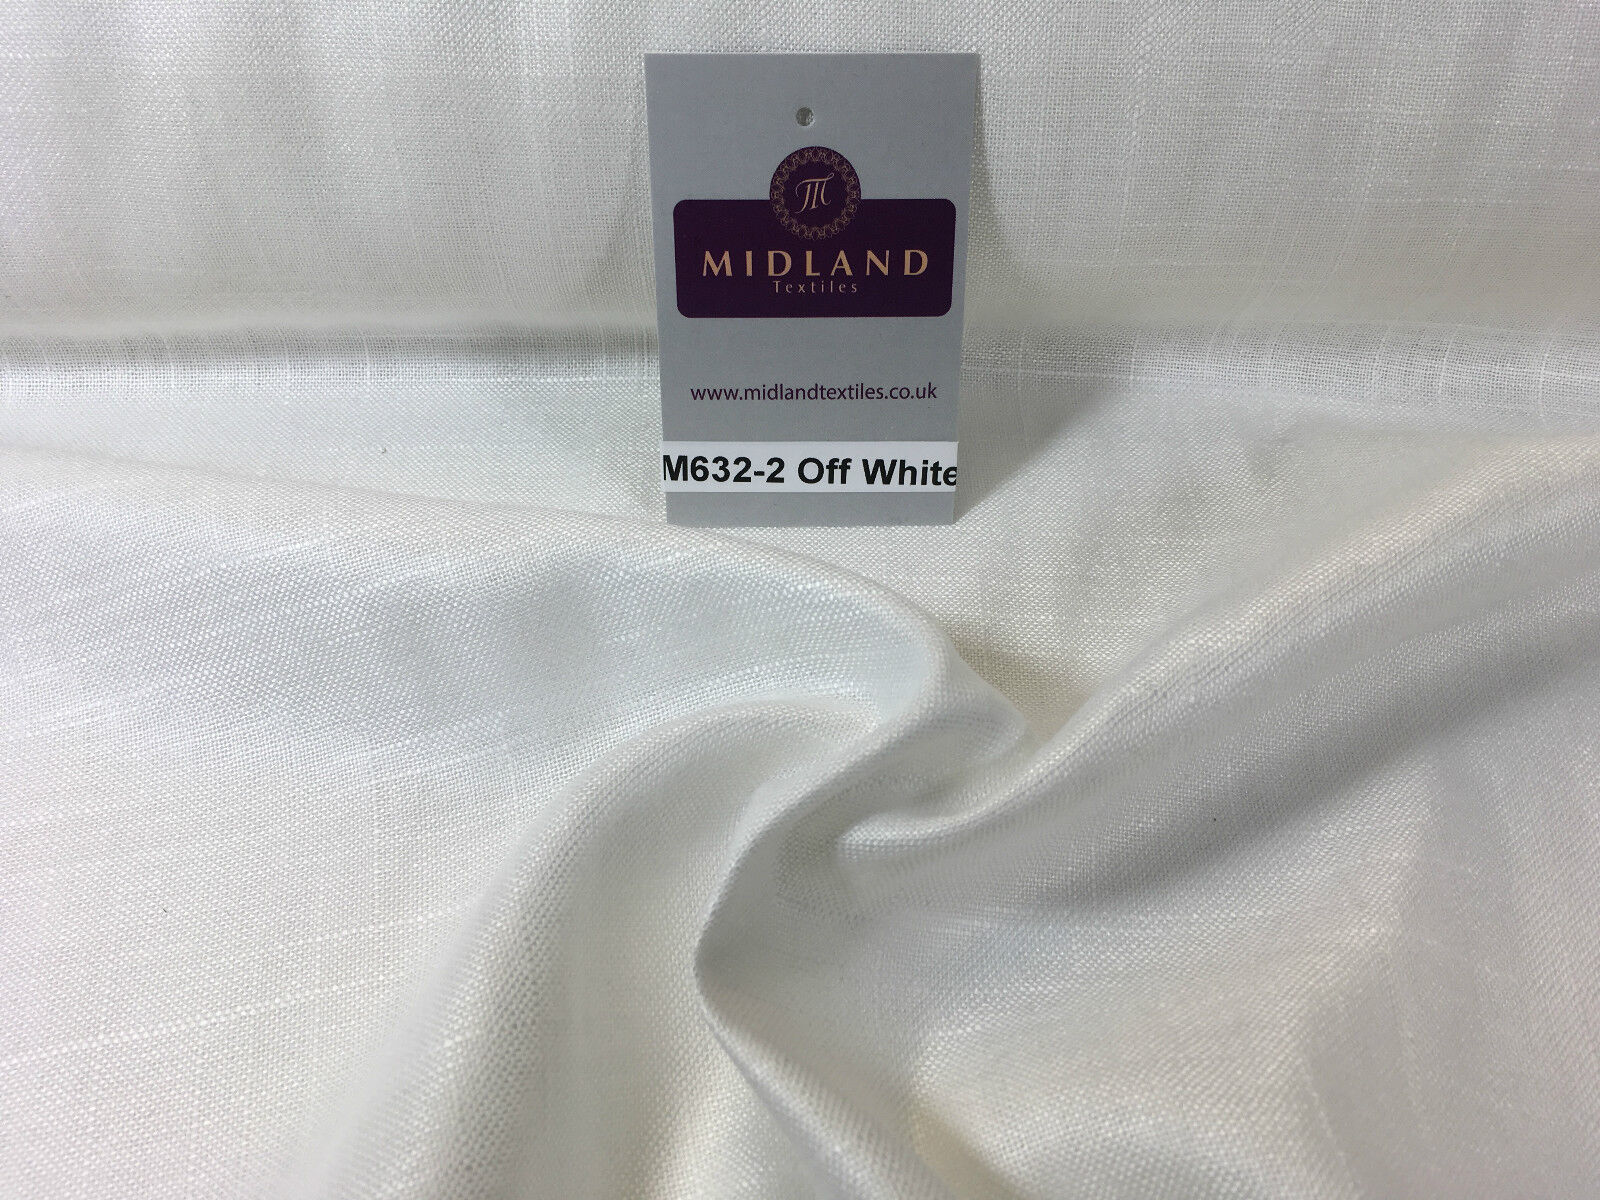 MIDLAND
Textiles
www.midlandtextiles.co.uk
M632-2 Off White